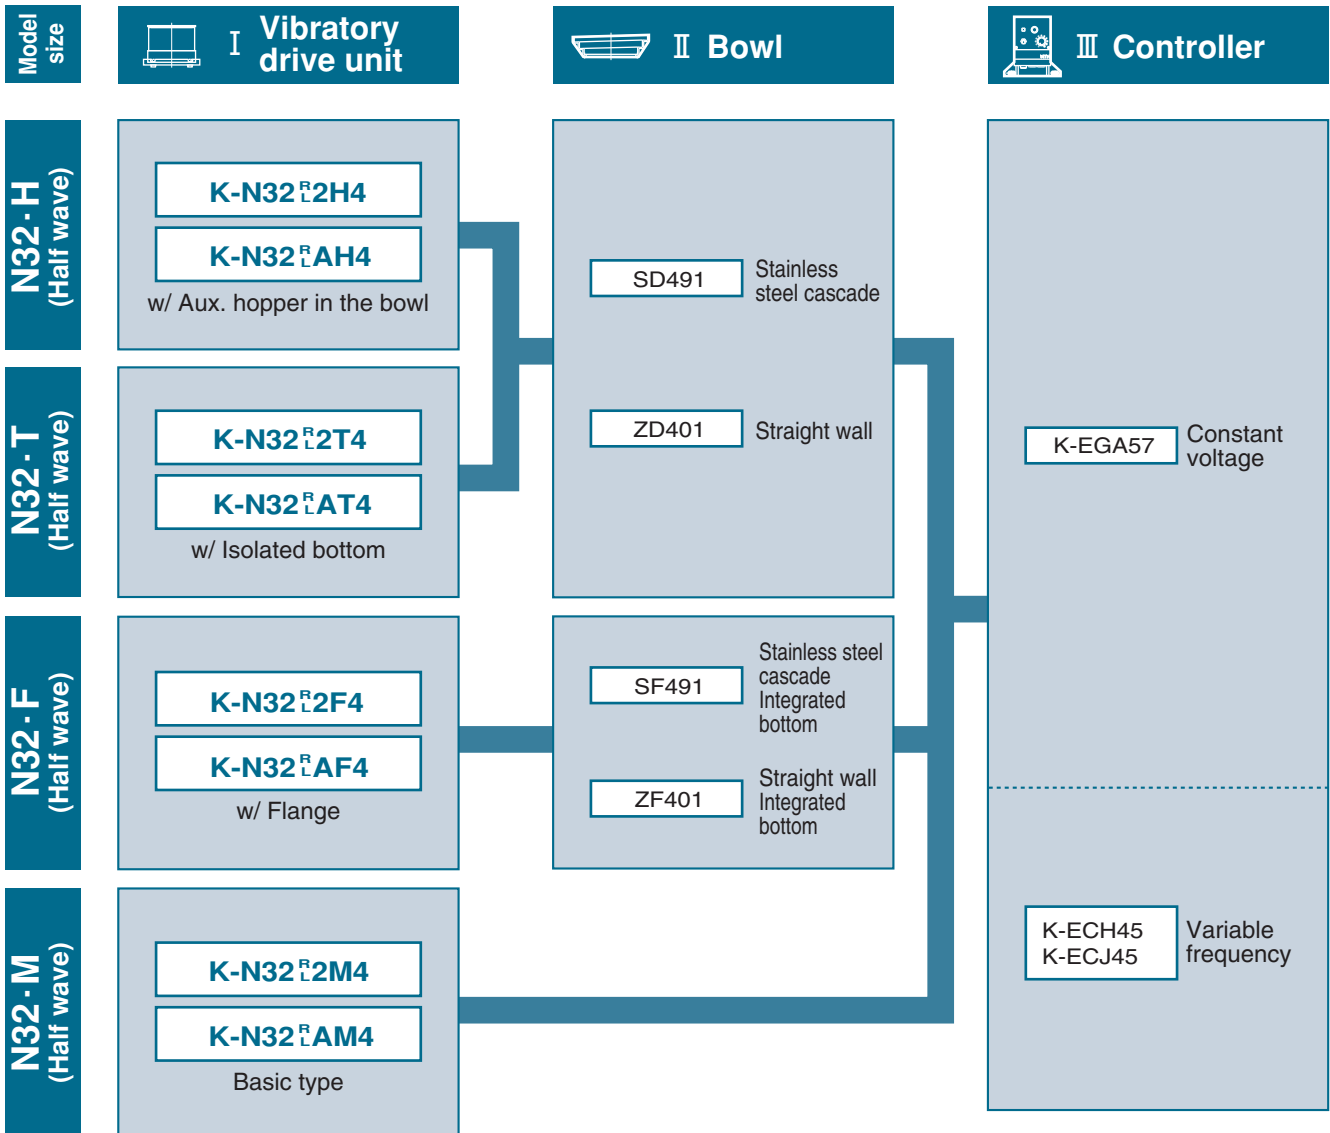 Model size
Ⅰ Vibratory drive unit
Ⅱ Bowl
Ⅲ Controller
N32·H (Half wave)
K-N32 R/L 2H4
K-N32 R/L AH4
w/ Aux. hopper in the bowl
N32·T (Half wave)
K-N32 R/L 2T4
K-N32 R/L AT4
w/ Isolated bottom
SD491
Stainless
steel cascade
ZD401
Straight wall
N32·F (Half wave)
K-N32 R/L 2F4
K-N32 R/L AF4
w/ Flange
SF491
Stainless steel
cascade
Integrated
bottom
ZF401
Straight wall
Integrated
bottom
N32·M (Half wave)
K-N32 R/L 2M4
K-N32 R/L AM4
Basic type
K-EGA57
Constant
voltage
K-ECH45
K-ECJ45
Variable
frequency